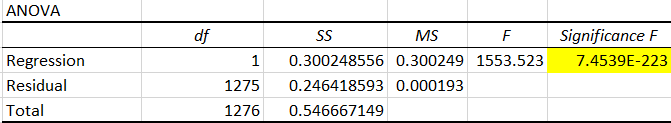 ANOVA
df SS MS F Significance F
Regression 1 0.300248556 0.300249 1553.523 7.4539E-223
Residual 1275 0.246418593 0.000193
Total 1276 0.546667149